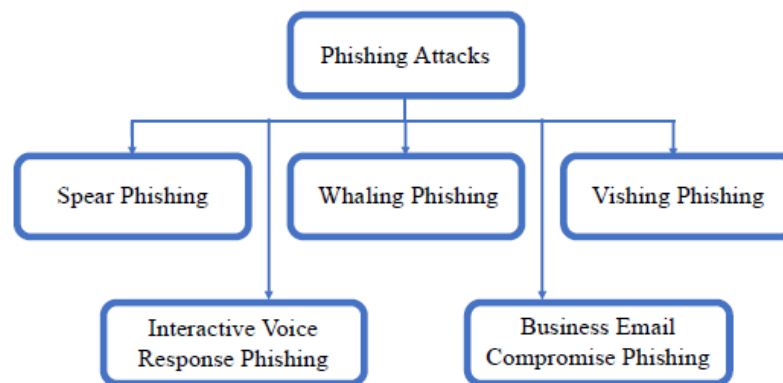 Phishing Attacks
Spear Phishing
Whaling Phishing
Vishing Phishing
Interactive Voice
Response Phishing
Business Email
Compromise Phishing